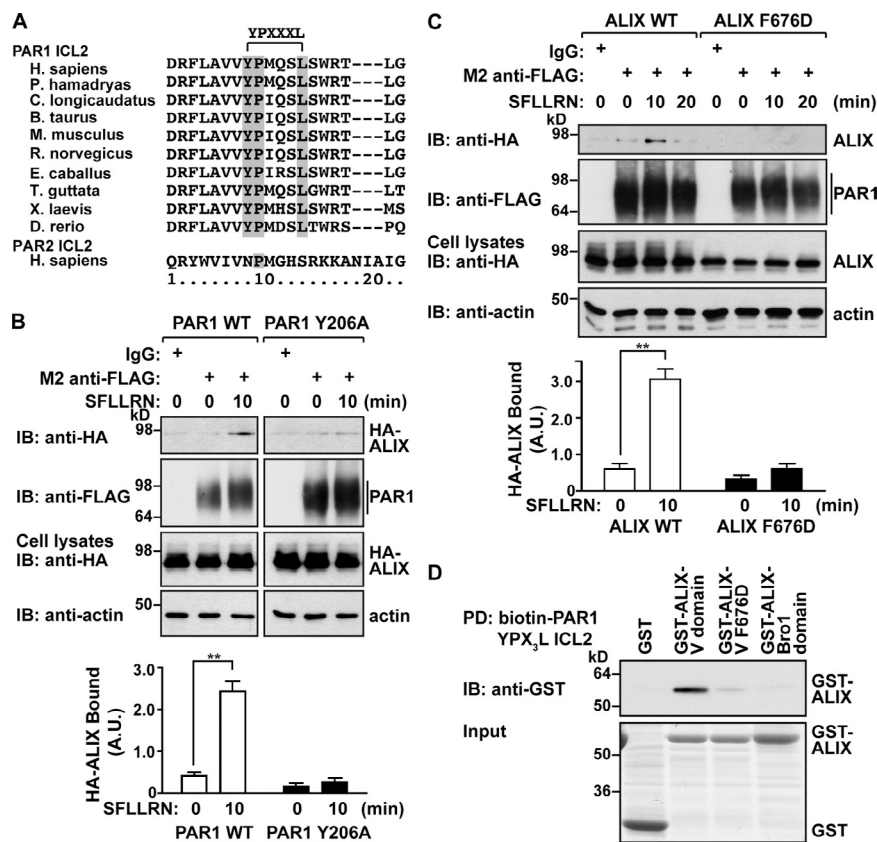 A
YPXXXL
PAR1 ICL2
H. sapiens DRFLAVVYPMQSLSWRT---LG
P. hamadryas DRFLAVVYPMQSLSWRT---LG
C. longicaudatus DRFLAVVYPIQSLSWRT---LG
B. taurus DRFLAVVYPMQSLSWRT---LG
M. musculus DRFLAVVYPIQSLSWRT---LG
R. norvegicus DRFLAVVYPIQSLSWRT---LG
E. caballus DRFLAVVYPIRSLSWRT---LG
T. guttata DRFLAVVYPMQSLGWRT---LT
X. laevis DRFLAVVYPMHSLSWRT---MS
D. rerio DRFLAVVYPMDSLTWRS---PQ
PAR2 ICL2
H. sapiens QRYWVIVNPMGHSRKKANIAIG
1........10........20..
B
PAR1 WT PAR1 Y206A
IgG: + +
M2 anti-FLAG: + + + +
SFLLRN: 0 0 10 0 0 10 (min)
kD
IB: anti-HA 98 HA-ALIX
IB: anti-FLAG 98 64 PAR1
Cell lysates
IB: anti-HA 98 HA-ALIX
IB: anti-actin 50 actin
HA-ALIX Bound (A.U.)
3.0
2.0
1.0
0
**
SFLLRN: 0 10 0 10 (min)
PAR1 WT PAR1 Y206A
C
ALIX WT ALIX F676D
IgG: + +
M2 anti-FLAG: + + + + + +
SFLLRN: 0 0 10 20 0 0 10 20 (min)
kD
IB: anti-HA 98 ALIX
IB: anti-FLAG 98 64 PAR1
Cell lysates
IB: anti-HA 98 ALIX
IB: anti-actin 50 actin
HA-ALIX Bound (A.U.)
3.0
2.0
1.0
0
**
SFLLRN: 0 10 0 10 (min)
ALIX WT ALIX F676D
D
PD: biotin-PAR1
YPX3L ICL2
GST
GST-ALIX-V domain
GST-ALIX-V F676D
GST-ALIX-Bro1 domain
kD
IB: anti-GST 64 50 GST-ALIX
Input GST-ALIX
50
36
GST